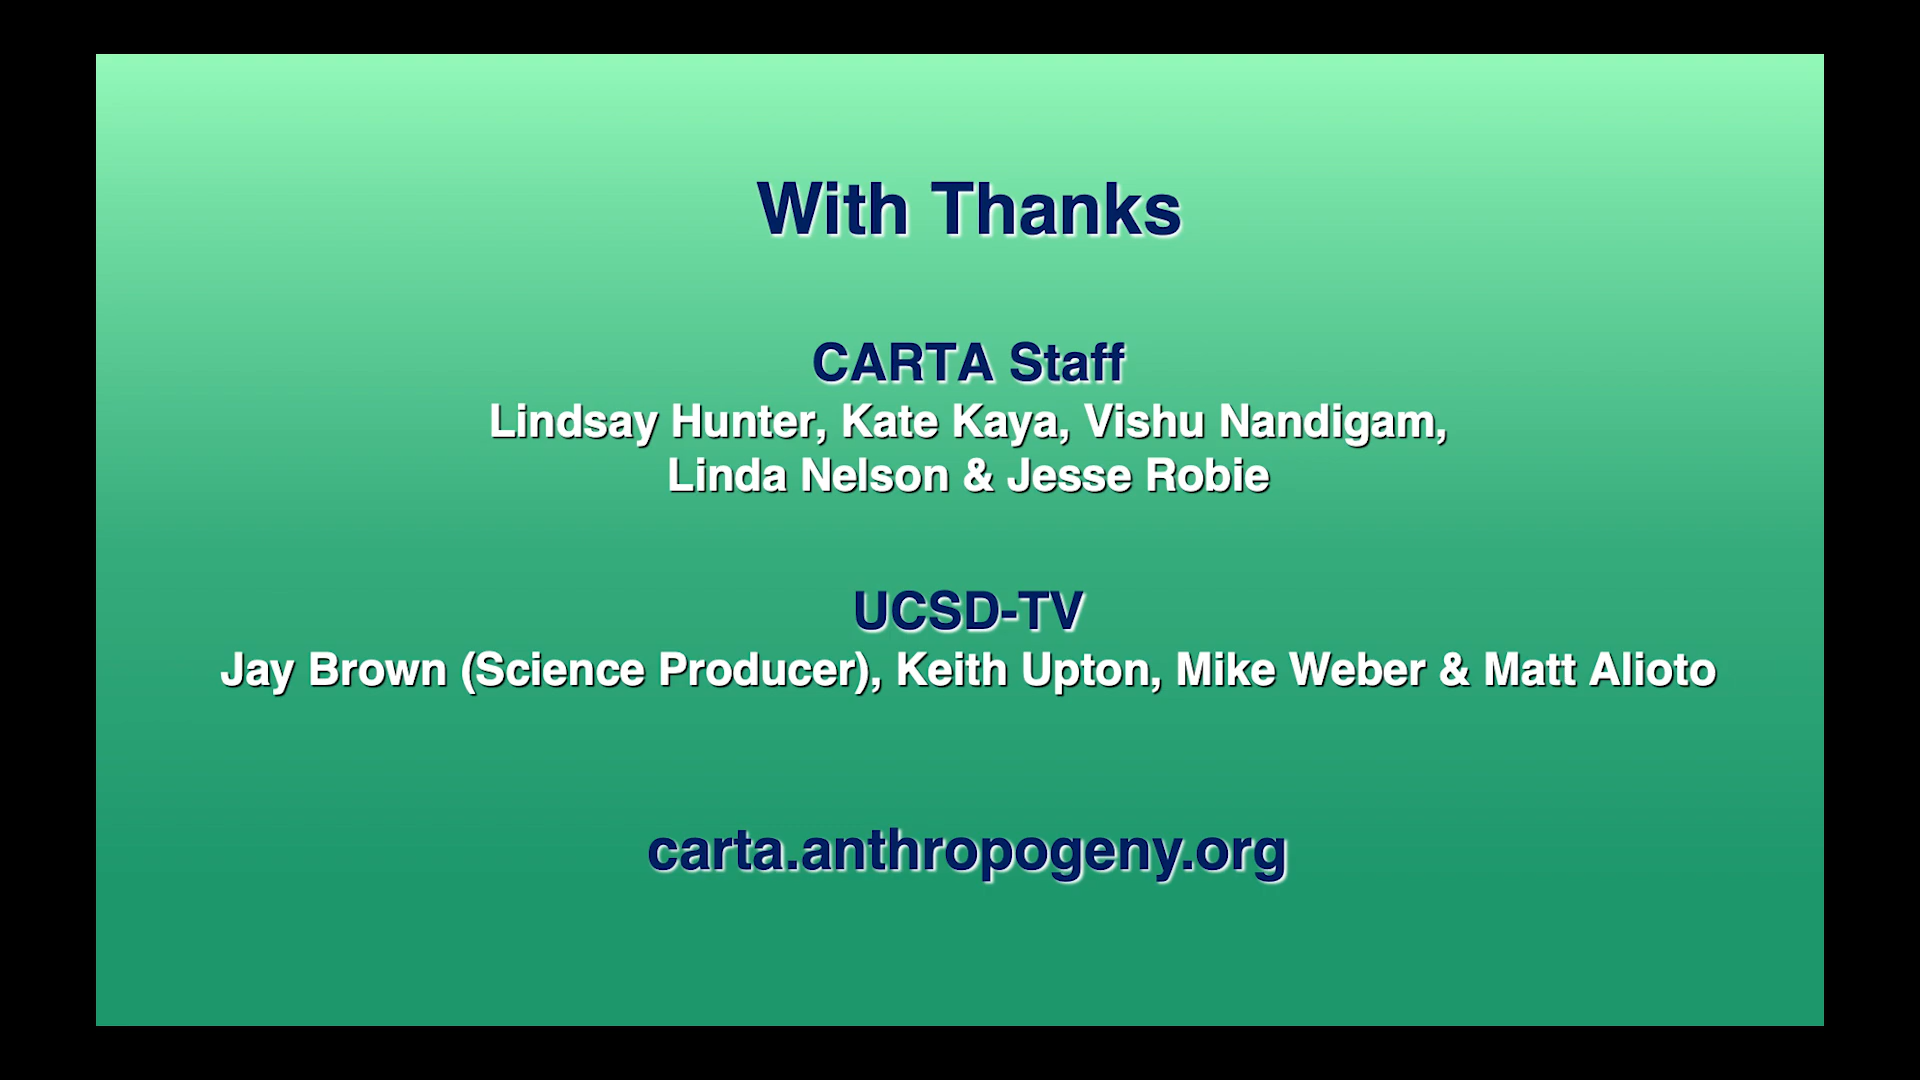 With Thanks
CARTA Staff
Lindsay Hunter, Kate Kaya, Vishu Nandigam,
Linda Nelson & Jesse Robie
UCSD-TV
Jay Brown (Science Producer), Keith Upton, Mike Weber & Matt Alioto
carta.anthropogeny.org